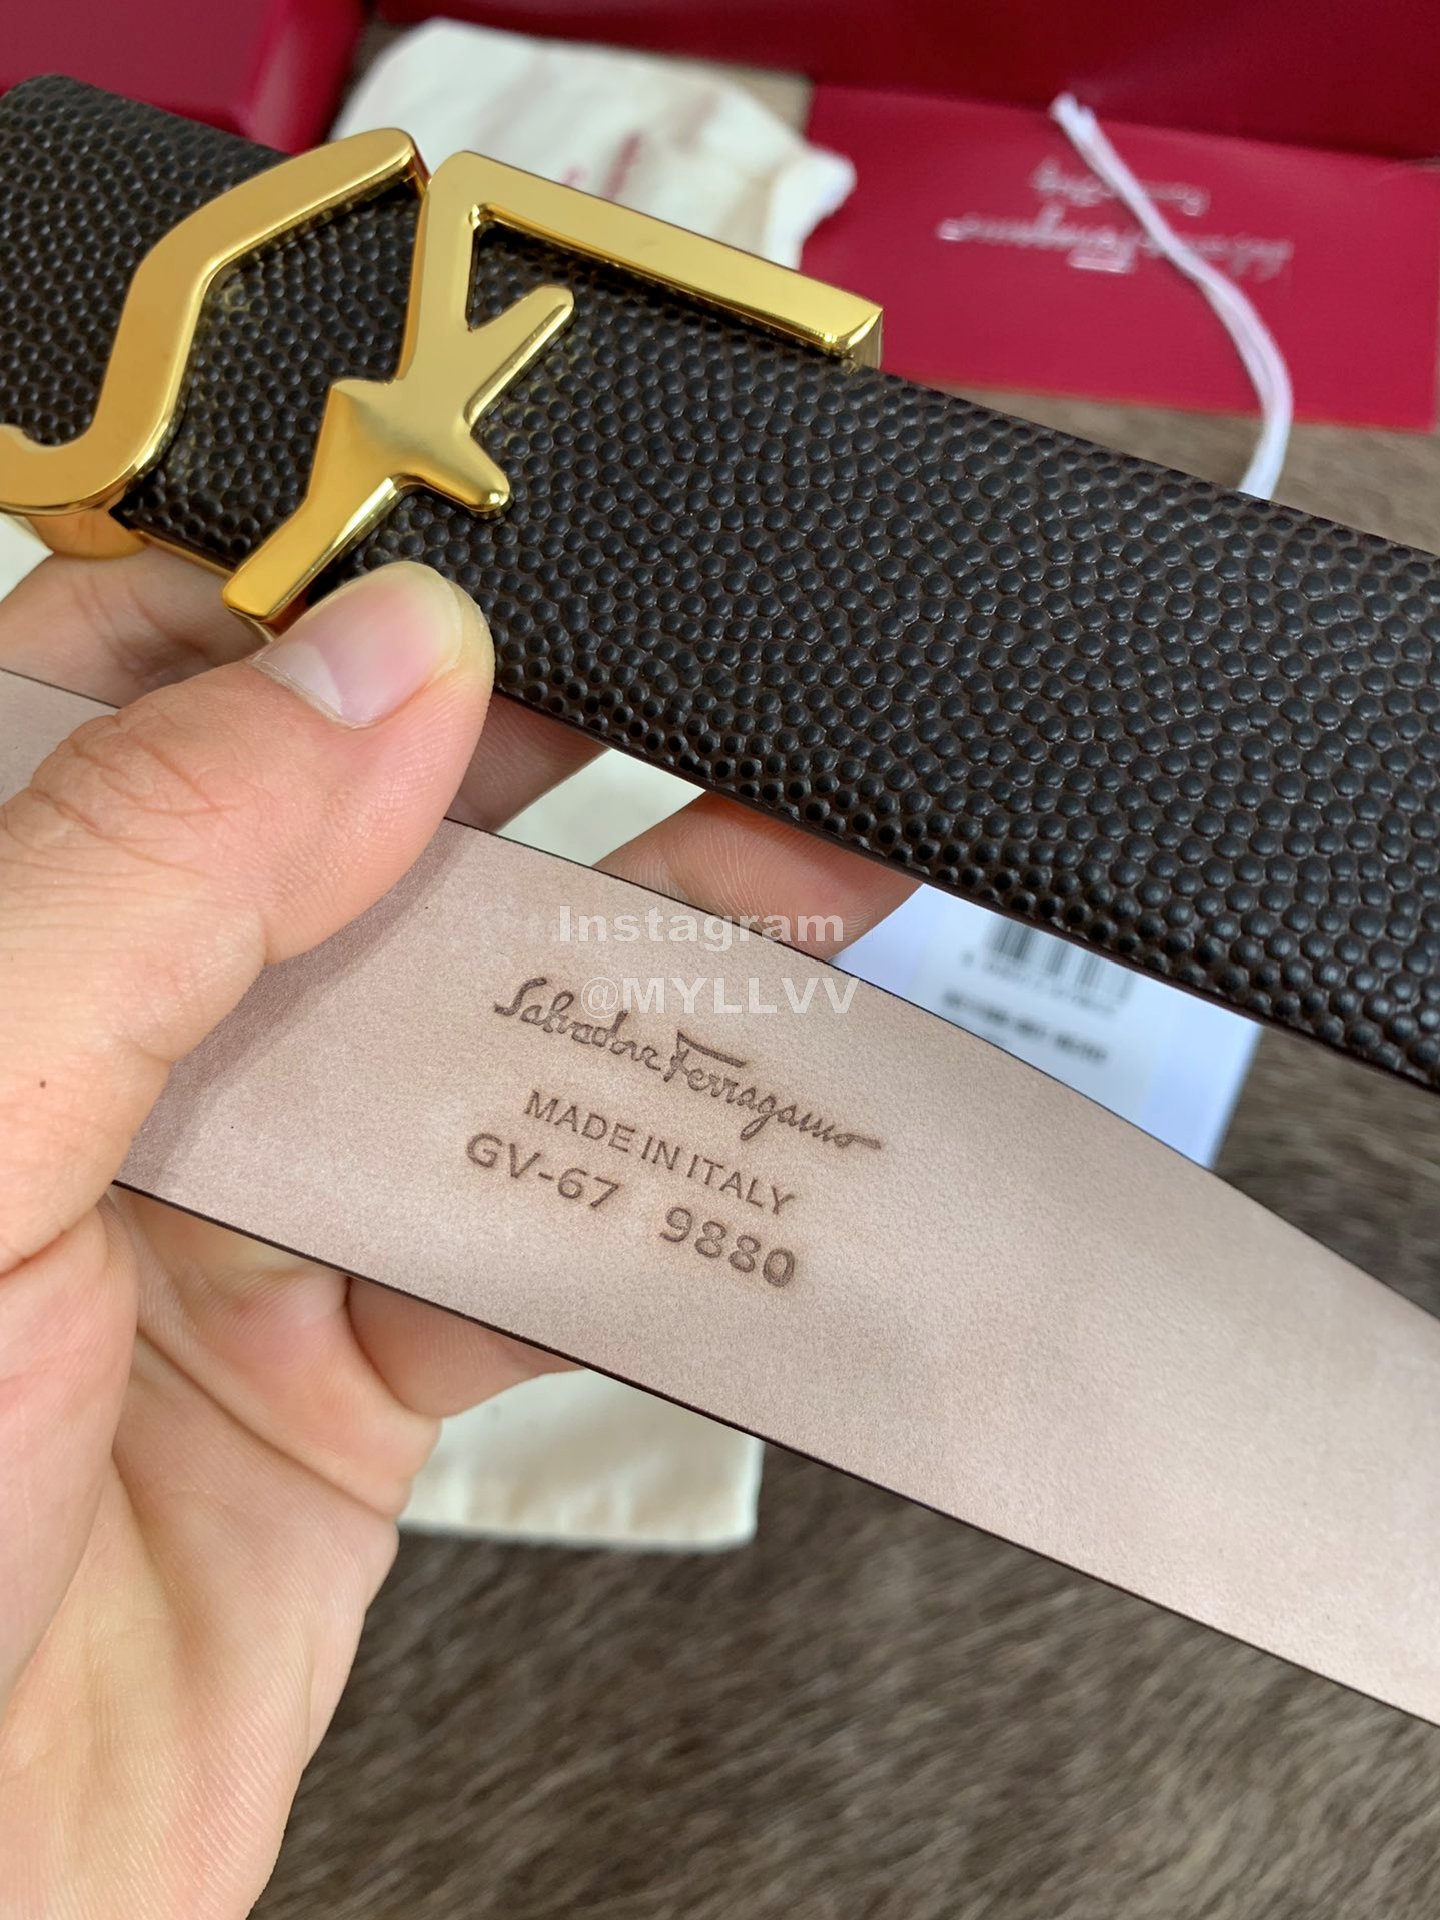 Instagram
@MYLLVV
Salvatore Ferragamo
MADE IN ITALY
GV-67 9880